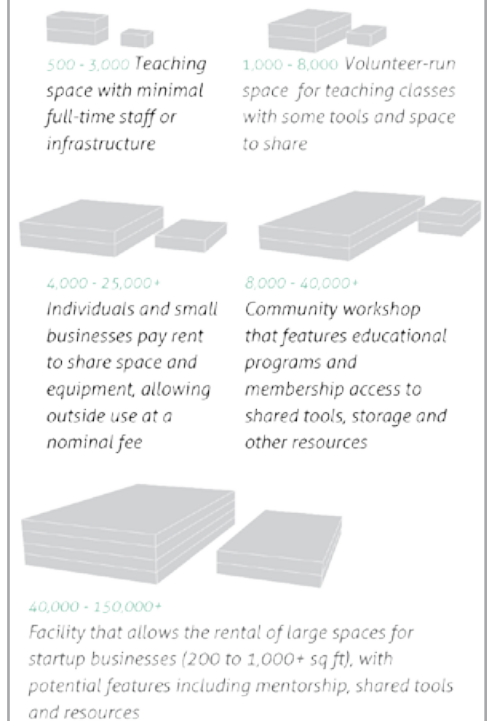 500 - 3,000 Teaching
space with minimal
full-time staff or
infrastructure
1,000 - 8,000 Volunteer-run
space for teaching classes
with some tools and space
to share
4,000 - 25,000+
Individuals and small
businesses pay rent
to share space and
equipment, allowing
outside use at a
nominal fee
8,000 - 40,000+
Community workshop
that features educational
programs and
membership access to
shared tools, storage and
other resources
40,000 - 150,000+
Facility that allows the rental of large spaces for
startup businesses (200 to 1,000+ sq ft), with
potential features including mentorship, shared tools
and resources